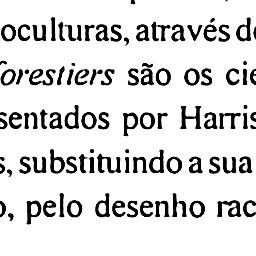 oculturas, através d
forestiers são os cie
sentados por Harris
s, substituindo a sua
o, pelo desenho rac